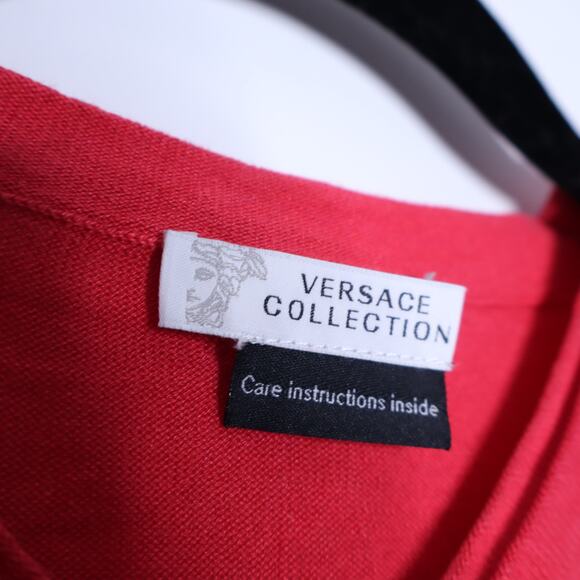 VERSACE
COLLECTION
Care instructions inside